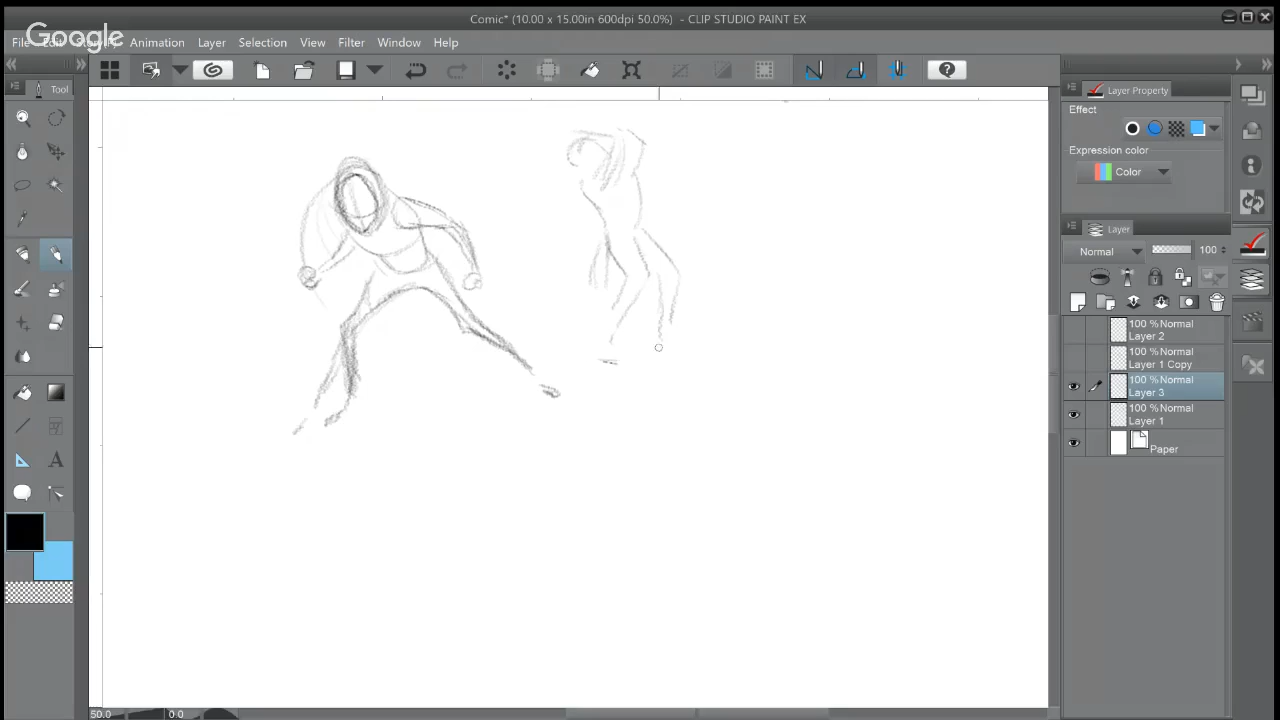 Comic* (10.00 x 15.00in 600dpi 50.0%) - CLIP STUDIO PAINT EX
Google
File Edit Story Animation Layer Selection View Filter Window Help
Tool
Layer Property
Effect
Expression color
Color
Layer
Normal 100
100 %Normal
Layer 2
100 %Normal
Layer 1 Copy
100 %Normal
Layer 3
100 %Normal
Layer 1
Paper
50.0 0.0